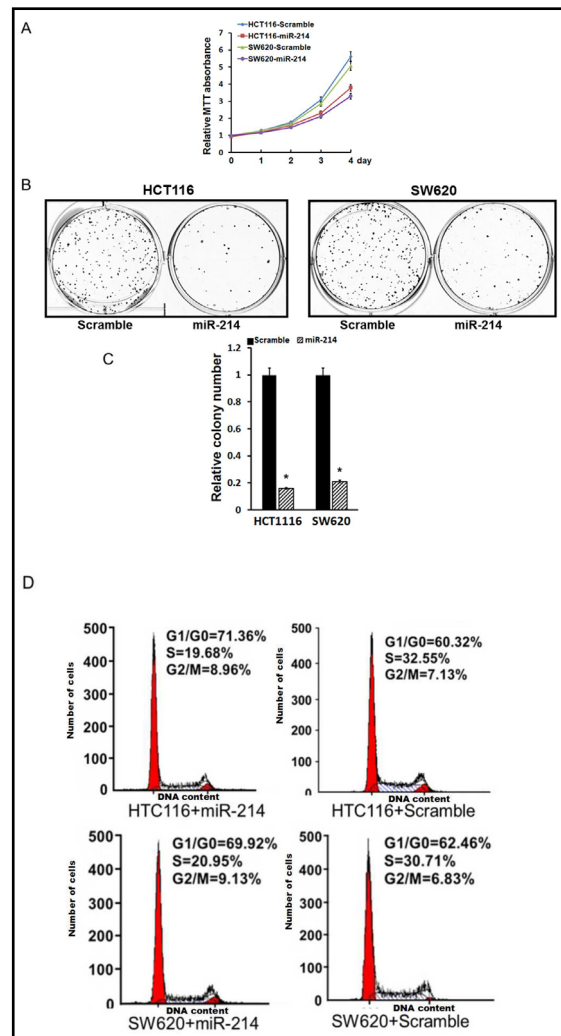 A
HCT116-Scramble
HCT116-miR-214
SW620-Scramble
SW620-miR-214
Relative MTT absorbance
7
6
5
4
3
2
1
0
0 1 2 3 4 day
B
HCT116
SW620
Scramble miR-214 Scramble miR-214
C
Scramble miR-214
Relative colony number
1
0.8
0.6
0.4
0.2
0
* *
HCT1116 SW620
D
Number of cells
500
400
300
200
100
0
G1/G0=71.36%
S=19.68%
G2/M=8.96%
DNA content
HTC116+miR-214
Number of cells
500
400
300
200
100
0
G1/G0=60.32%
S=32.55%
G2/M=7.13%
DNA content
HTC116+Scramble
Number of cells
500
400
300
200
100
0
G1/G0=69.92%
S=20.95%
G2/M=9.13%
DNA content
SW620+miR-214
Number of cells
500
400
300
200
100
0
G1/G0=62.46%
S=30.71%
G2/M=6.83%
DNA content
SW620+Scramble